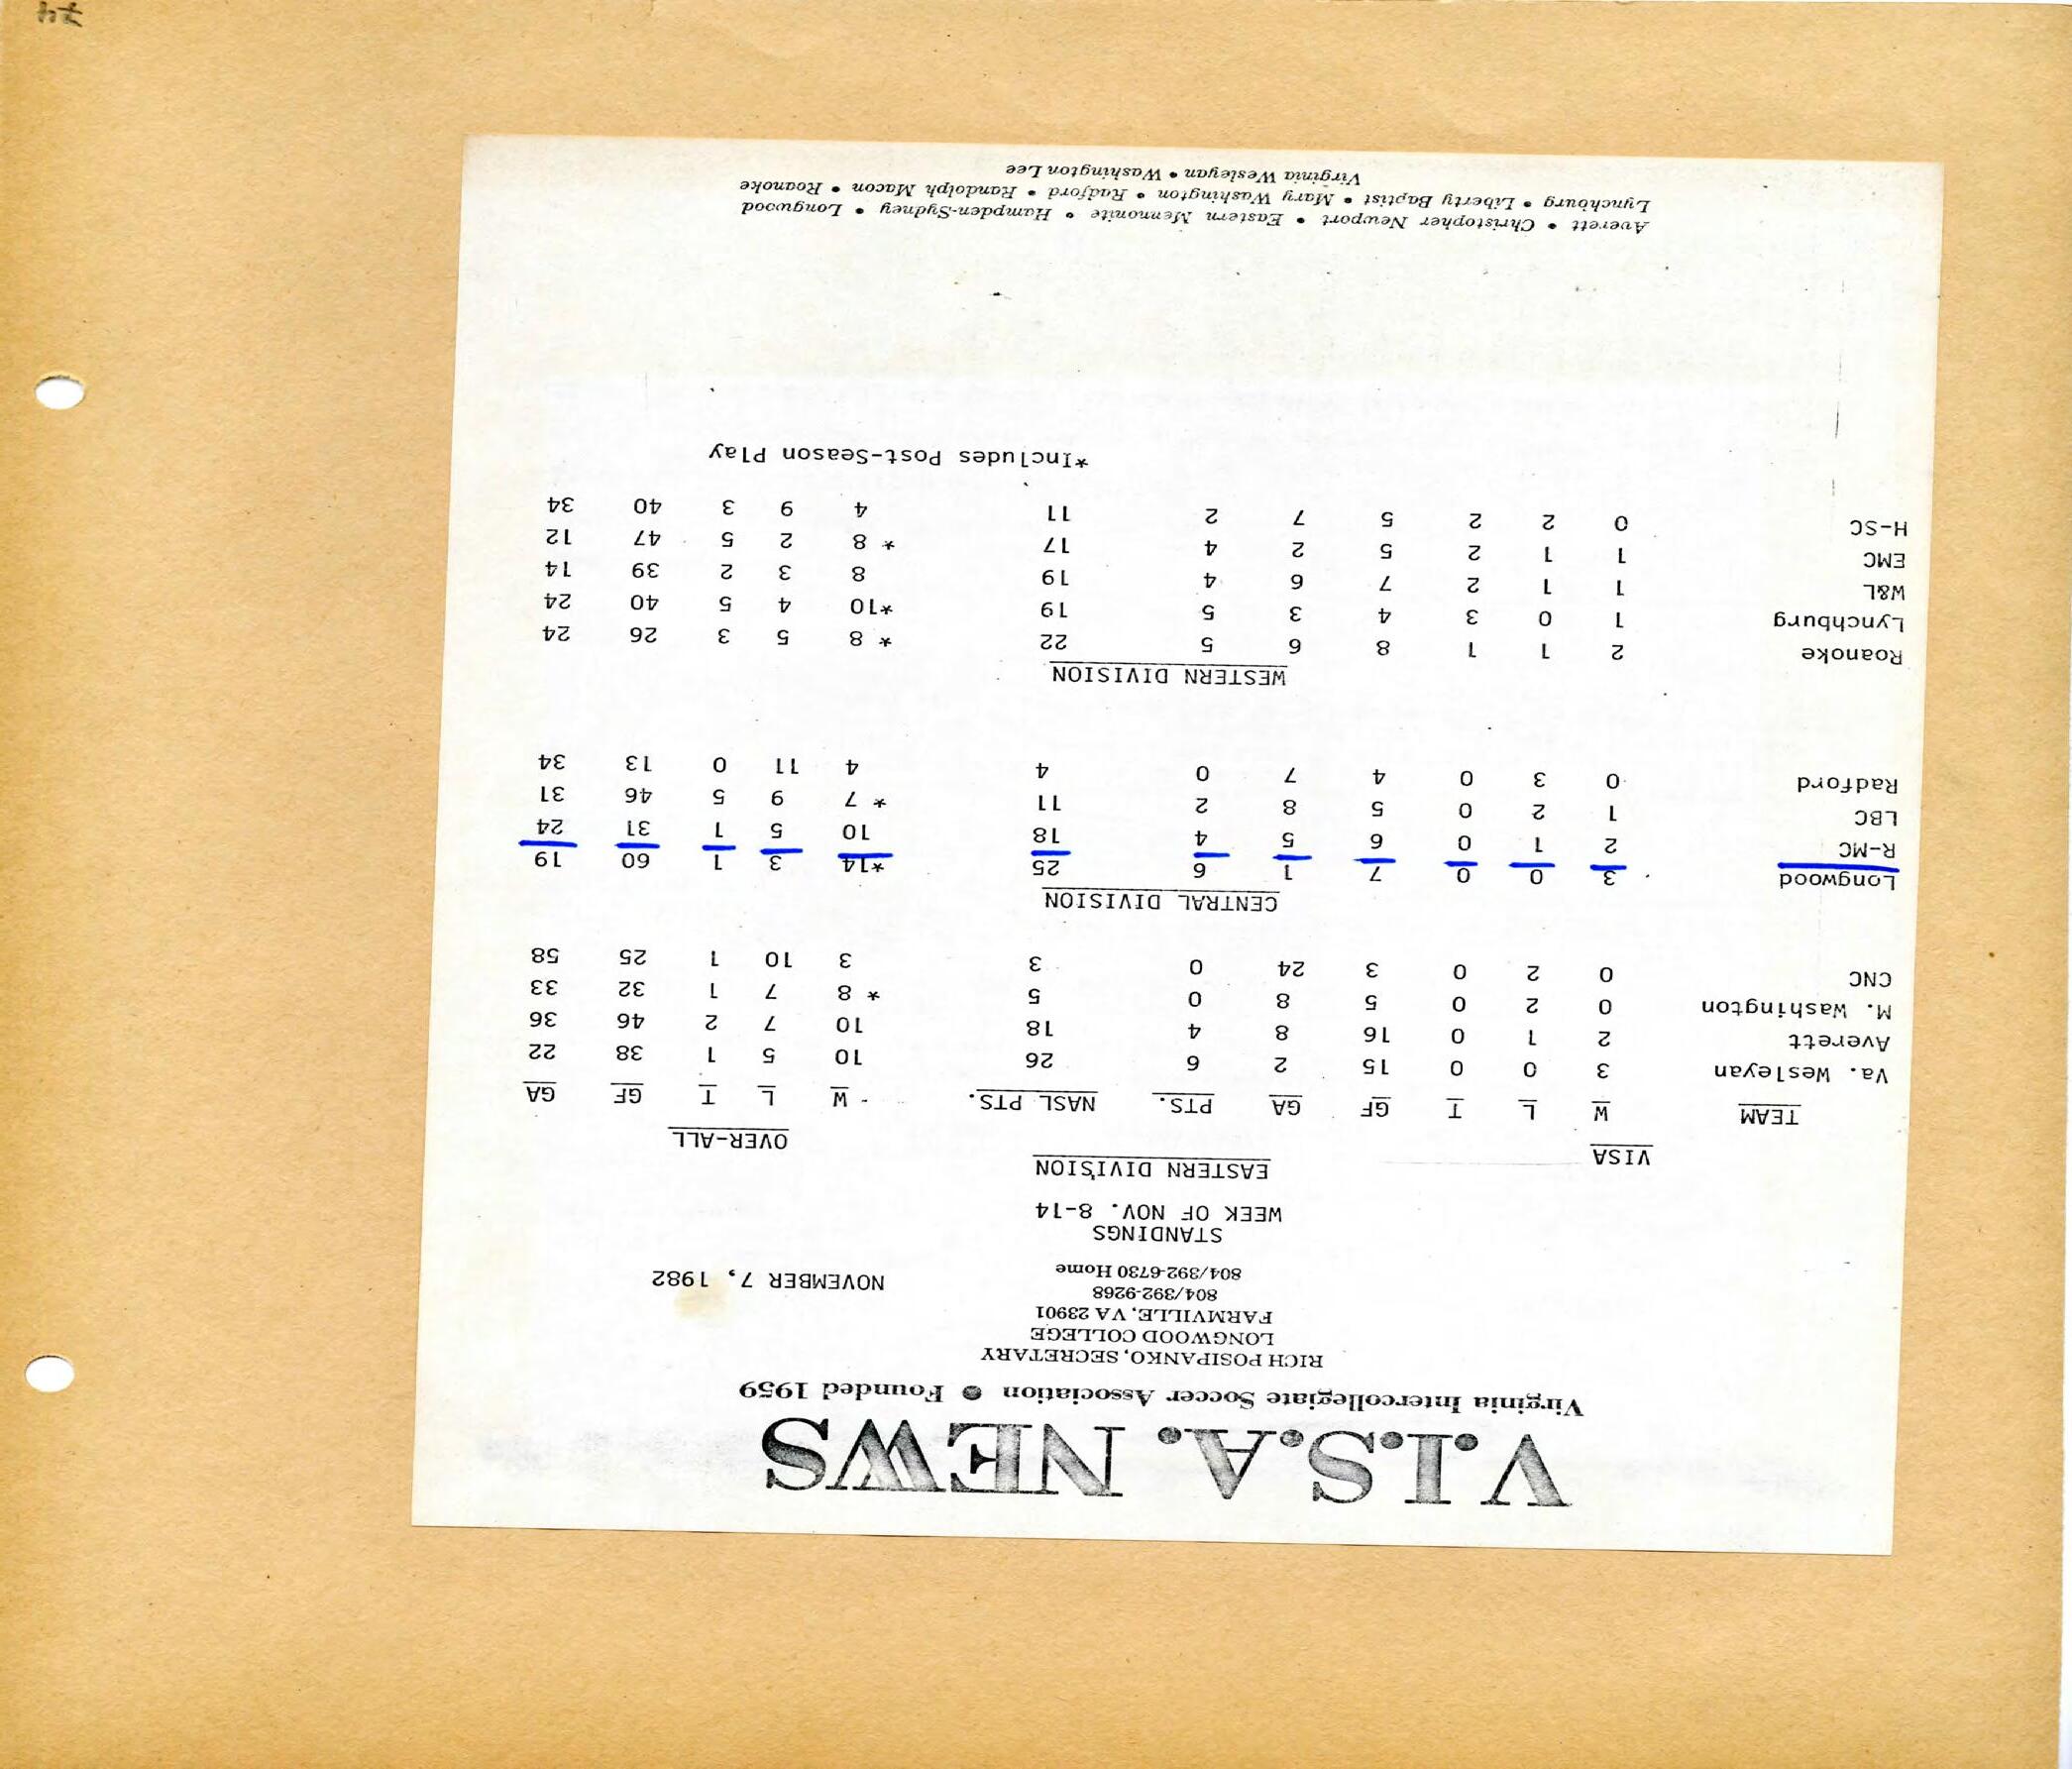 V.I.S.A. NEWS
Virginia Intercollegiate Soccer Association • Founded 1959
RICH POSIPANKO, SECRETARY
LONGWOOD COLLEGE
FARMVILLE, VA 23901
804/392-9268
804/392-6730 Home
NOVEMBER 7, 1982
STANDINGS
WEEK OF NOV. 8-14
EASTERN DIVISION
VISA OVER-ALL
TEAM W L T GF GA PTS. NASL PTS. W L T GF GA
Va. Wesleyan 3 0 0 15 2 6 26 10 5 1 38 22
Averett 2 1 0 16 8 4 18 10 7 2 46 36
M. Washington 0 2 0 5 8 0 5 * 8 7 1 32 33
CNC 0 2 0 3 24 0 3 3 10 1 25 58
CENTRAL DIVISION
Longwood 3 0 0 7 1 6 25 *14 3 1 60 19
R-MC 2 1 0 6 5 4 18 10 5 1 31 24
LBC 1 2 0 5 8 2 11 * 7 9 5 46 31
Radford 0 3 0 4 7 0 4 4 11 0 13 34
WESTERN DIVISION
Roanoke 2 1 1 8 6 5 22 * 8 5 3 26 24
Lynchburg 1 0 3 4 3 5 19 *10 4 5 40 24
W&L 1 1 2 7 6 4 19 8 3 2 39 14
EMC 1 1 2 5 2 4 17 * 8 2 5 47 12
H-SC 0 2 2 5 7 2 11 4 9 3 40 34
*Includes Post-Season Play
Averett • Christopher Newport • Eastern Mennonite • Hampden-Sydney • Longwood
Lynchburg • Liberty Baptist • Mary Washington • Radford • Randolph Macon • Roanoke
Virginia Wesleyan • Washington Lee